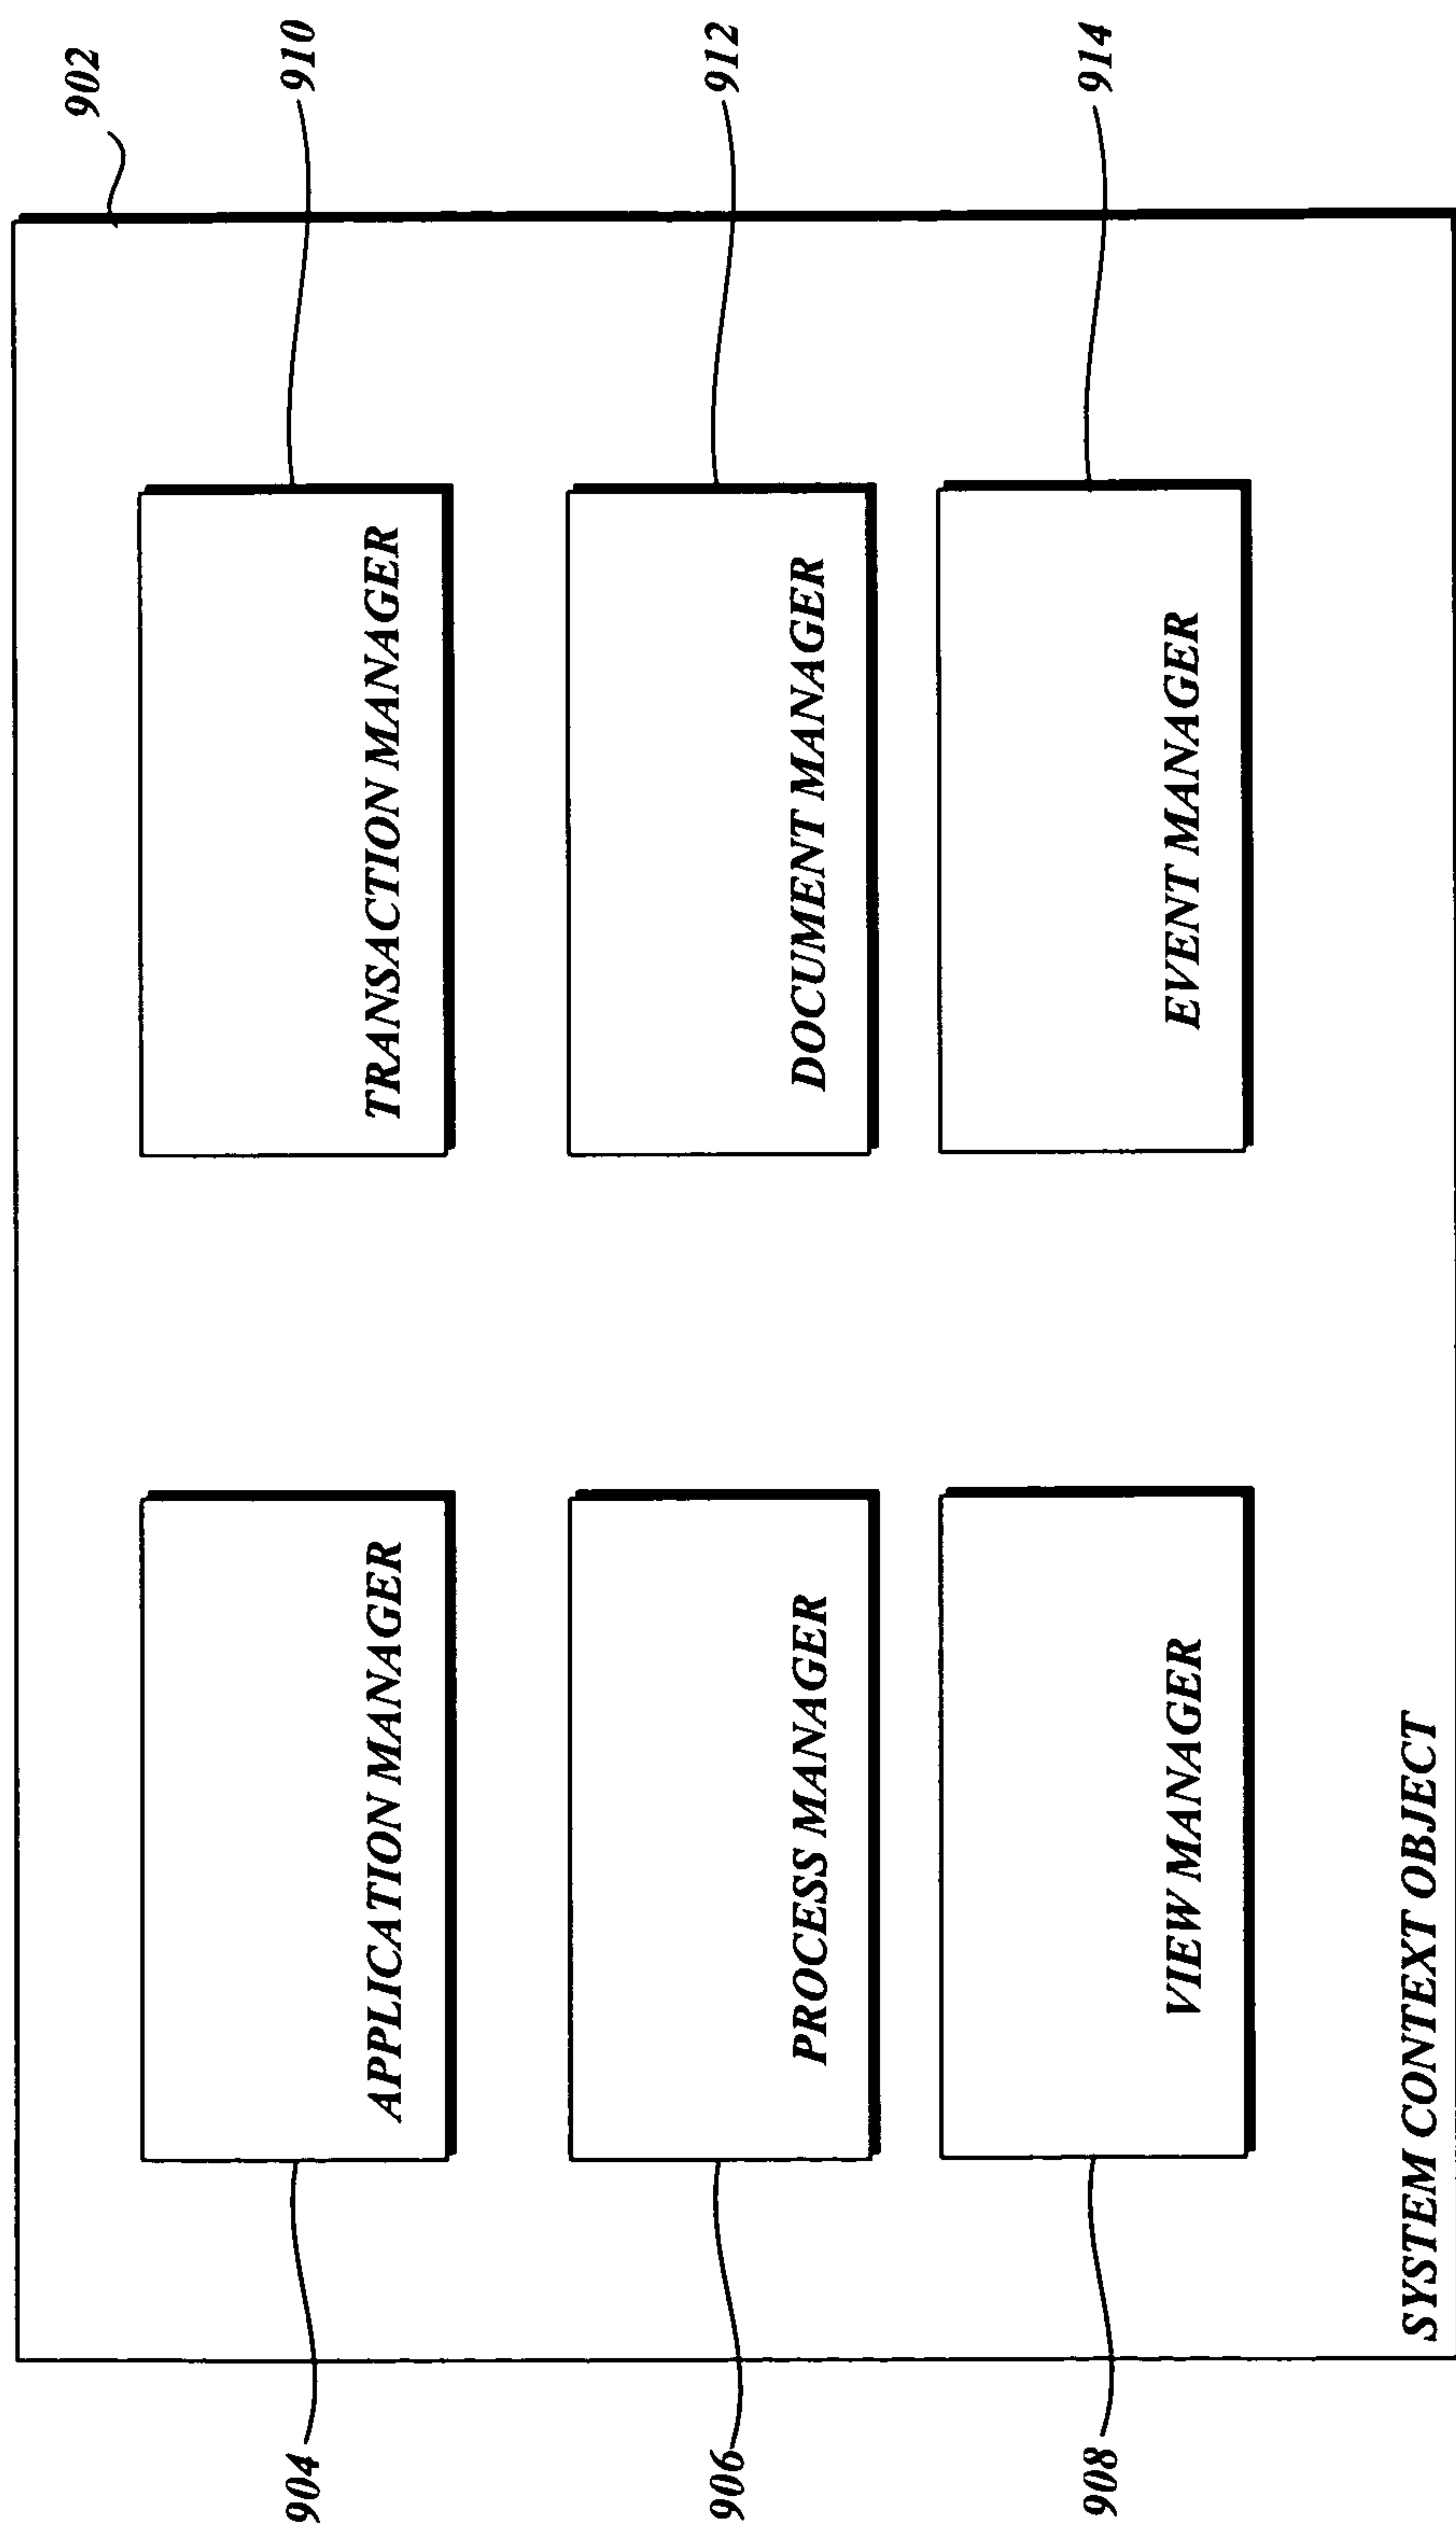 902
904
APPLICATION MANAGER
TRANSACTION MANAGER
910
906
PROCESS MANAGER
DOCUMENT MANAGER
912
908
VIEW MANAGER
EVENT MANAGER
914
SYSTEM CONTEXT OBJECT